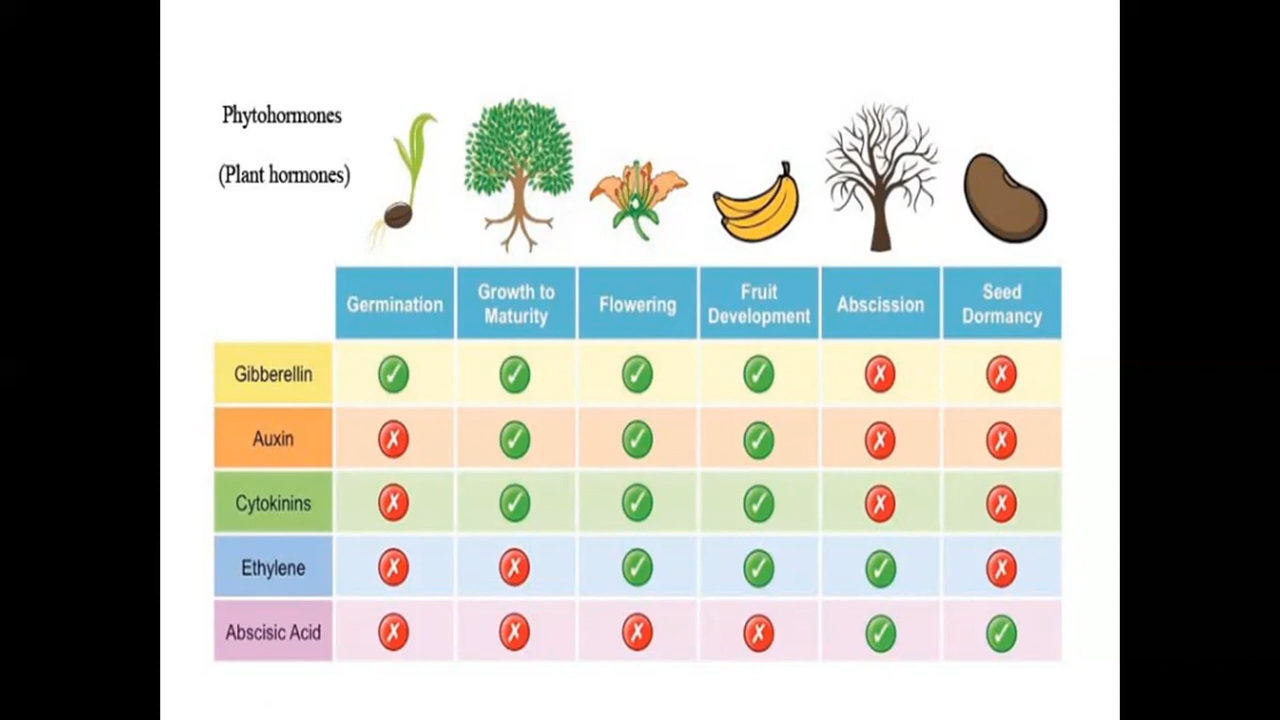 Phytohormones
(Plant hormones)
Germination
Growth to
Maturity
Flowering
Fruit
Development
Abscission
Seed
Dormancy
Gibberellin
Auxin
Cytokinins
Ethylene
Abscisic Acid